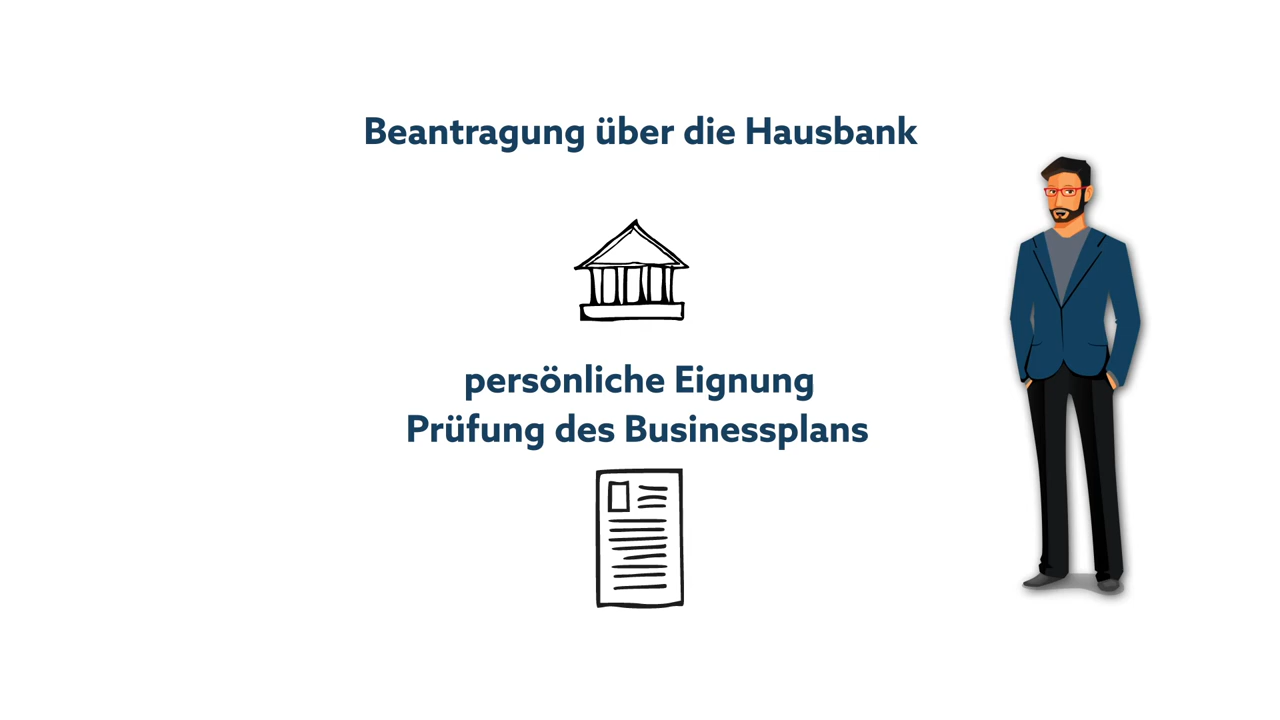 Beantragung über die Hausbank
persönliche Eignung
Prüfung des Businessplans